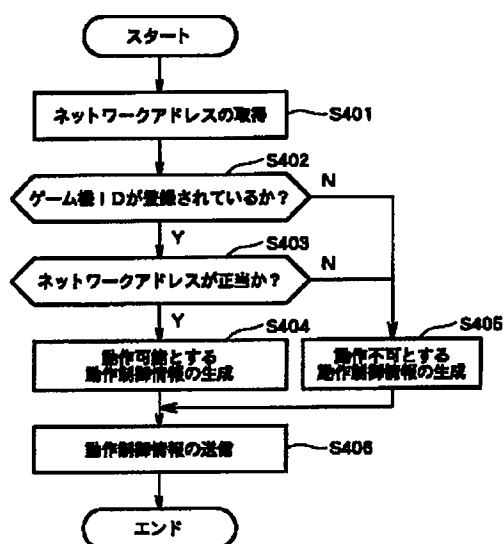 スタート
ネットワークアドレスの取得
S401
S402
ゲーム機IDが登録されているか?
N
Y
S403
ネットワークアドレスが正当か?
N
Y
S404
動作可能とする
動作制御情報の生成
S405
動作不可とする
動作制御情報の生成
動作制御情報の送信
S406
エンド